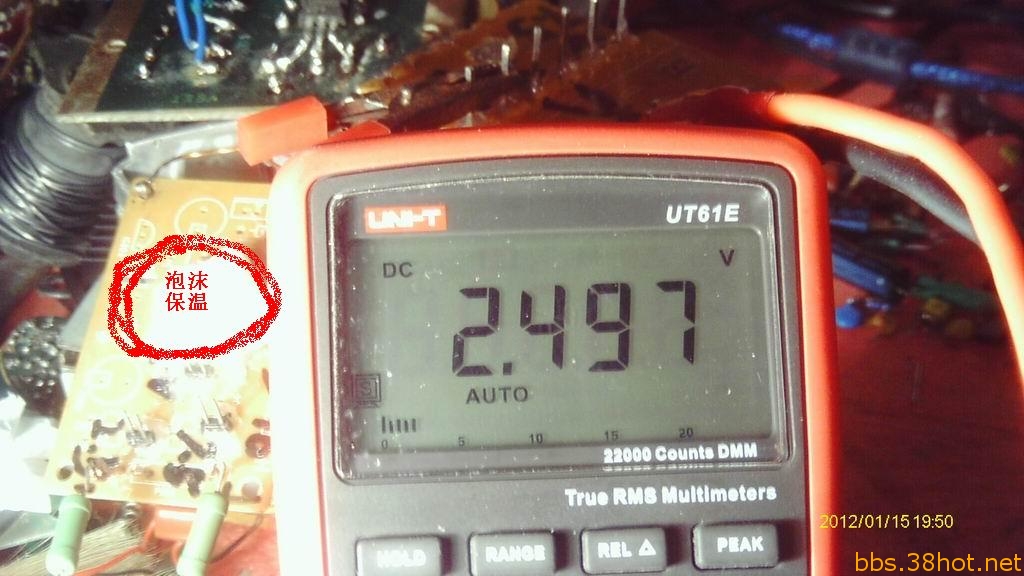 泡沫
保温
UNI-T
UT61E
DC
V
2.497
AUTO
0 5 10 15 20
22000 Counts DMM
True RMS Multimeters
HOLD
RANGE
REL △
PEAK
2012/01/15 19:50
bbs.38hot.net